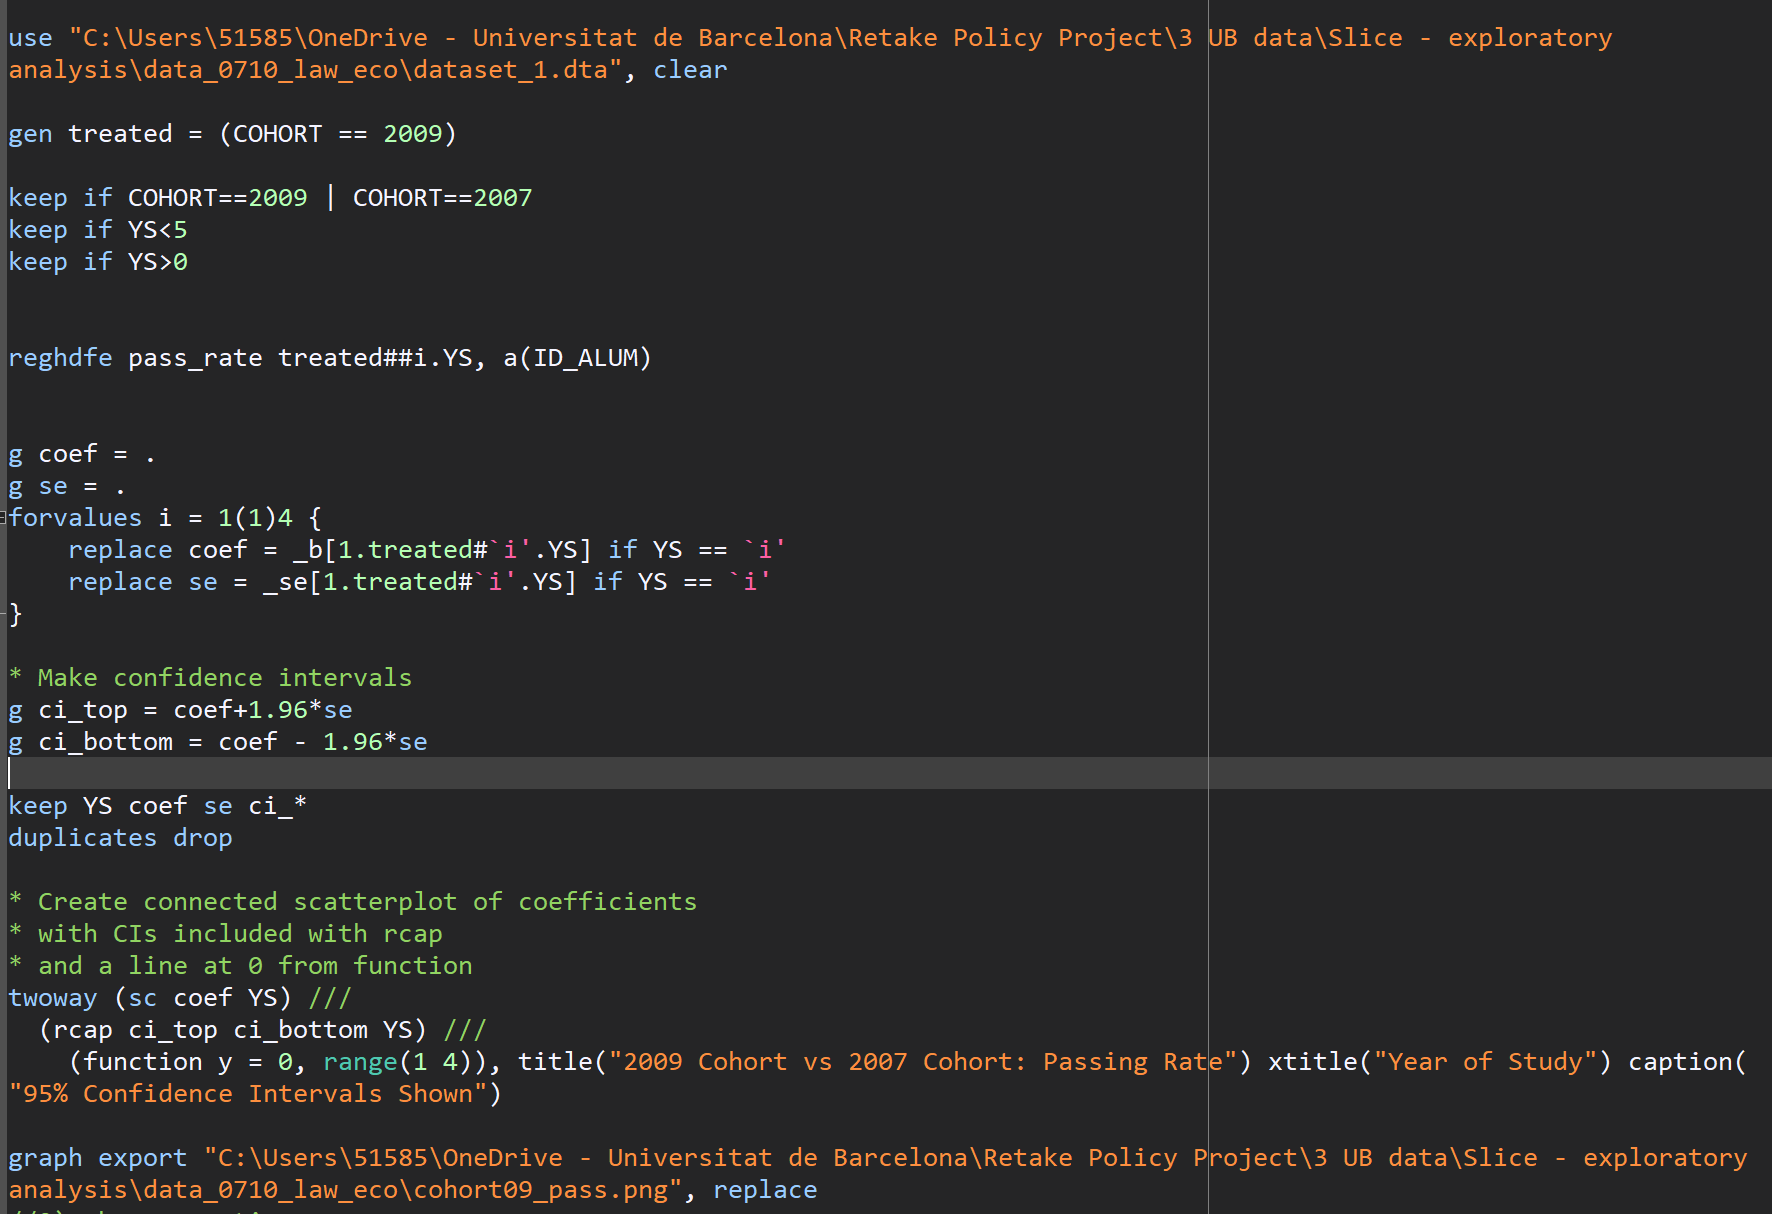 use "C:\Users\51585\OneDrive - Universitat de Barcelona\Retake Policy Project\3 UB data\Slice - exploratory
analysis\data_0710_law_eco\dataset_1.dta", clear
gen treated = (COHORT == 2009)
keep if COHORT==2009 | COHORT==2007
keep if YS<5
keep if YS>0
reghdfe pass_rate treated##i.YS, a(ID_ALUM)
g coef = .
g se = .
forvalues i = 1(1)4 {
    replace coef = _b[1.treated#`i'.YS] if YS == `i'
    replace se = _se[1.treated#`i'.YS] if YS == `i'
}
* Make confidence intervals
g ci_top = coef+1.96*se
g ci_bottom = coef - 1.96*se
keep YS coef se ci_*
duplicates drop
* Create connected scatterplot of coefficients
* with CIs included with rcap
* and a line at 0 from function
twoway (sc coef YS) ///
  (rcap ci_top ci_bottom YS) ///
    (function y = 0, range(1 4)), title("2009 Cohort vs 2007 Cohort: Passing Rate") xtitle("Year of Study") caption(
"95% Confidence Intervals Shown")
graph export "C:\Users\51585\OneDrive - Universitat de Barcelona\Retake Policy Project\3 UB data\Slice - exploratory
analysis\data_0710_law_eco\cohort09_pass.png", replace